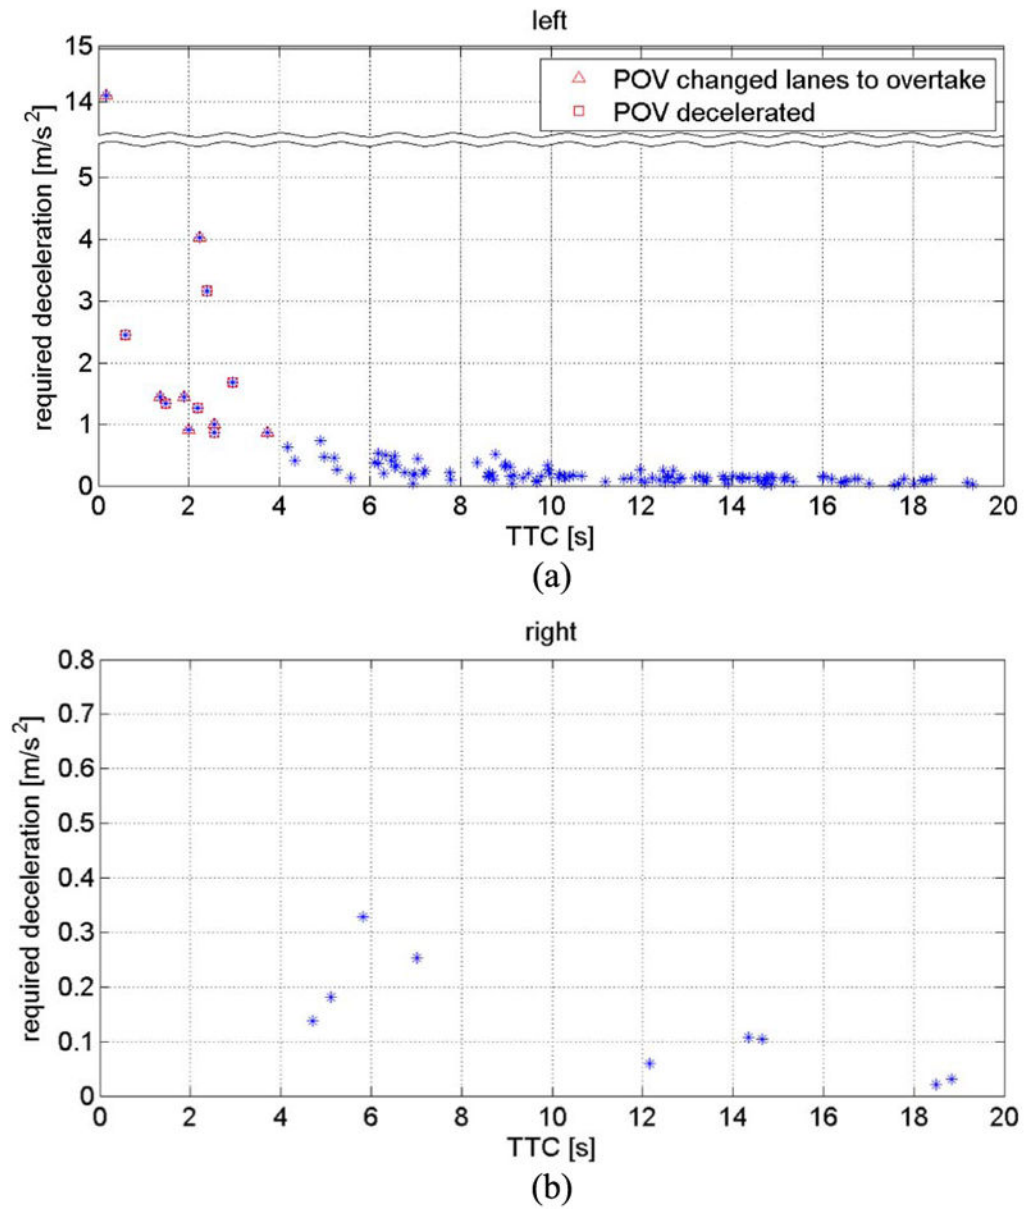 left
15
14
5
4
3
2
1
0
required deceleration [m/s²]
POV changed lanes to overtake
POV decelerated
0 2 4 6 8 10 12 14 16 18 20
TTC [s]
(a)
right
0.8
0.7
0.6
0.5
0.4
0.3
0.2
0.1
0
required deceleration [m/s²]
0 2 4 6 8 10 12 14 16 18 20
TTC [s]
(b)